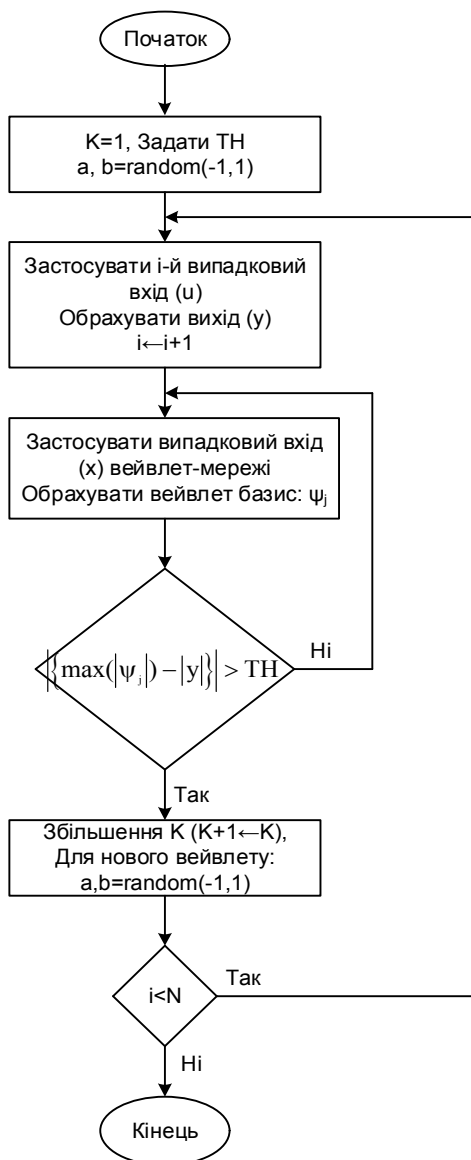 Початок
K=1, Задати TH
a, b=random(-1,1)
Застосувати i-й випадковий
вхід (u)
Обрахувати вихід (y)
i←i+1
Застосувати випадковий вхід
(x) вейвлет-мережі
Обрахувати вейвлет базис: ψⱼ
|{max(|ψⱼ|)−|y|}| > TH
Ні
Так
Збільшення K (K+1←K),
Для нового вейвлету:
a,b=random(-1,1)
i<N
Так
Ні
Кінець